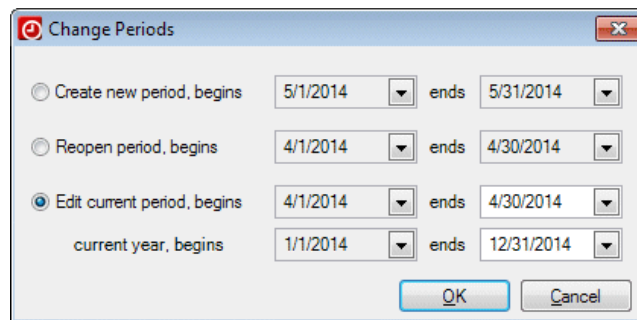 Change Periods
Create new period, begins 5/1/2014 ends 5/31/2014
Reopen period, begins 4/1/2014 ends 4/30/2014
Edit current period, begins 4/1/2014 ends 4/30/2014
current year, begins 1/1/2014 ends 12/31/2014
OK Cancel